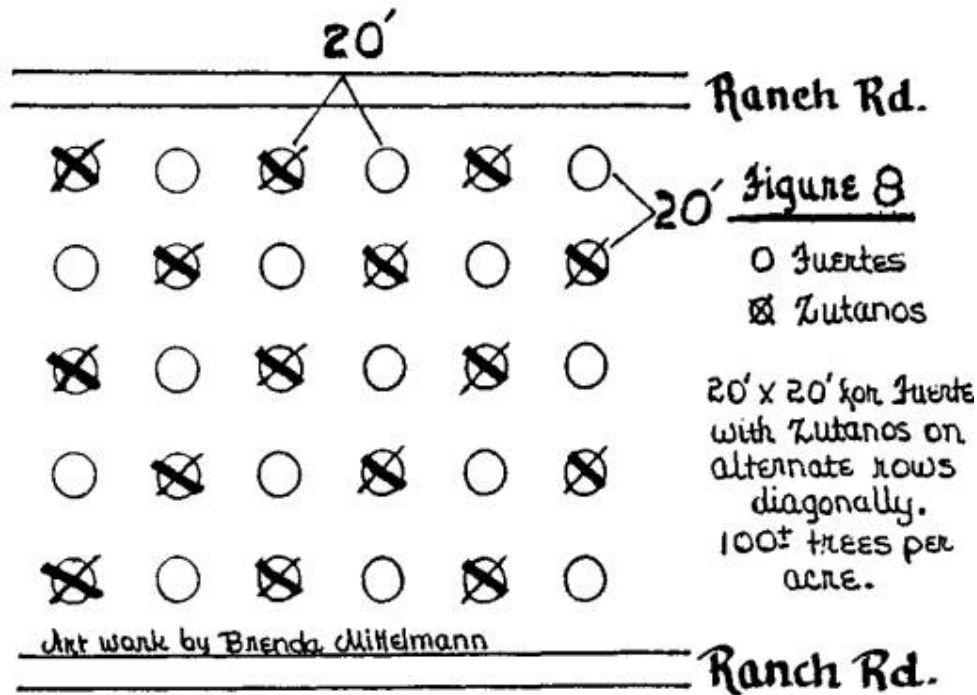 20'
Ranch Rd.
20'
Figure 8
O Fuertes
Zutanos
20' x 20' for Fuerte
with Zutanos on
alternate rows
diagonally.
100± trees per
acre.
Art work by Brenda Mittelmann
Ranch Rd.